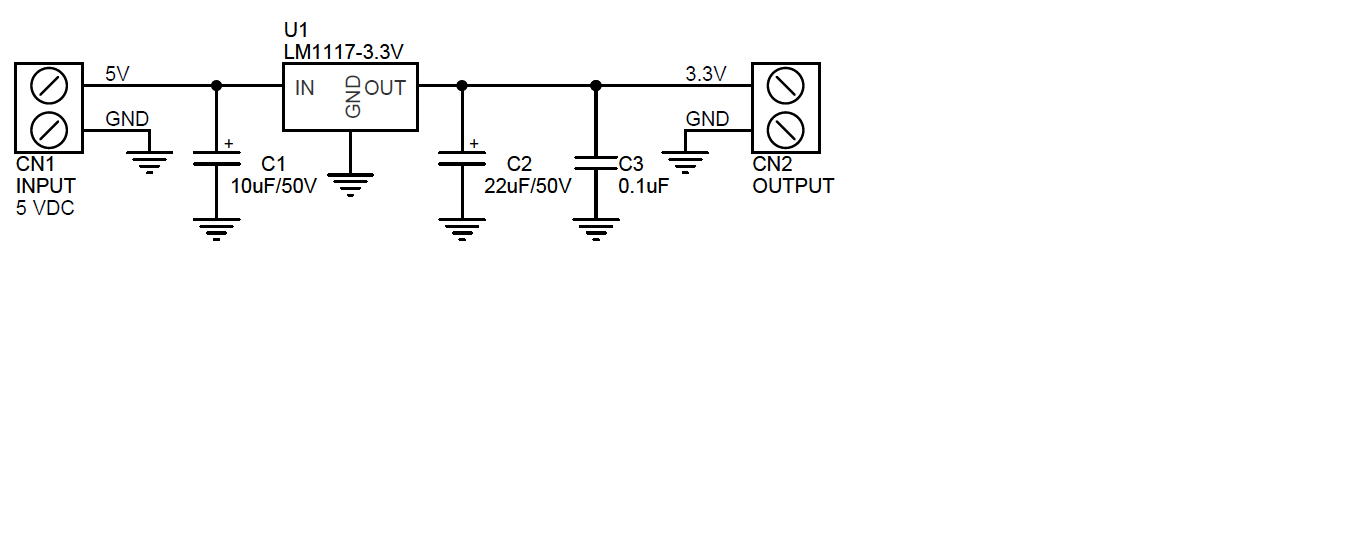 U1
LM1117-3.3V
5V
IN
GND
OUT
3.3V
GND
GND
+
+
CN1
INPUT
5 VDC
C1
10uF/50V
C2
22uF/50V
C3
0.1uF
CN2
OUTPUT